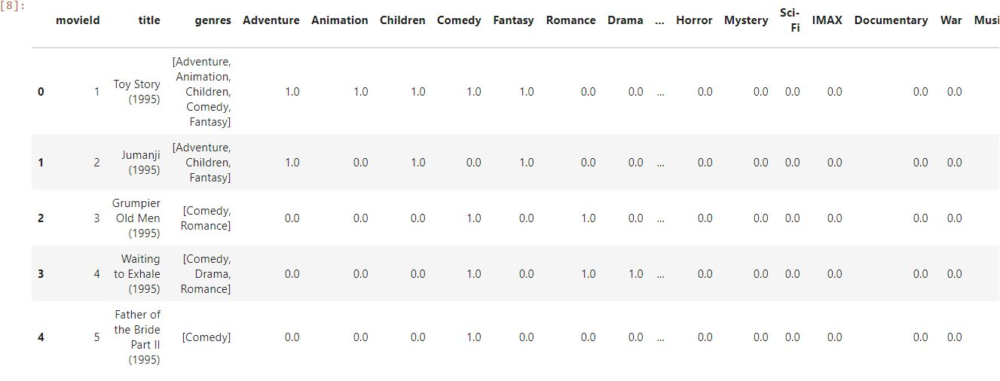 [8]:
movieId title genres Adventure Animation Children Comedy Fantasy Romance Drama ... Horror Mystery Sci-Fi IMAX Documentary War Musi
0 1 Toy Story (1995) [Adventure, Animation, Children, Comedy, Fantasy] 1.0 1.0 1.0 1.0 1.0 0.0 0.0 ... 0.0 0.0 0.0 0.0 0.0 0.0
1 2 Jumanji (1995) [Adventure, Children, Fantasy] 1.0 0.0 1.0 0.0 1.0 0.0 0.0 ... 0.0 0.0 0.0 0.0 0.0 0.0
2 3 Grumpier Old Men (1995) [Comedy, Romance] 0.0 0.0 0.0 1.0 0.0 1.0 0.0 ... 0.0 0.0 0.0 0.0 0.0 0.0
3 4 Waiting to Exhale (1995) [Comedy, Drama, Romance] 0.0 0.0 0.0 1.0 0.0 1.0 1.0 ... 0.0 0.0 0.0 0.0 0.0 0.0
4 5 Father of the Bride Part II (1995) [Comedy] 0.0 0.0 0.0 1.0 0.0 0.0 0.0 ... 0.0 0.0 0.0 0.0 0.0 0.0